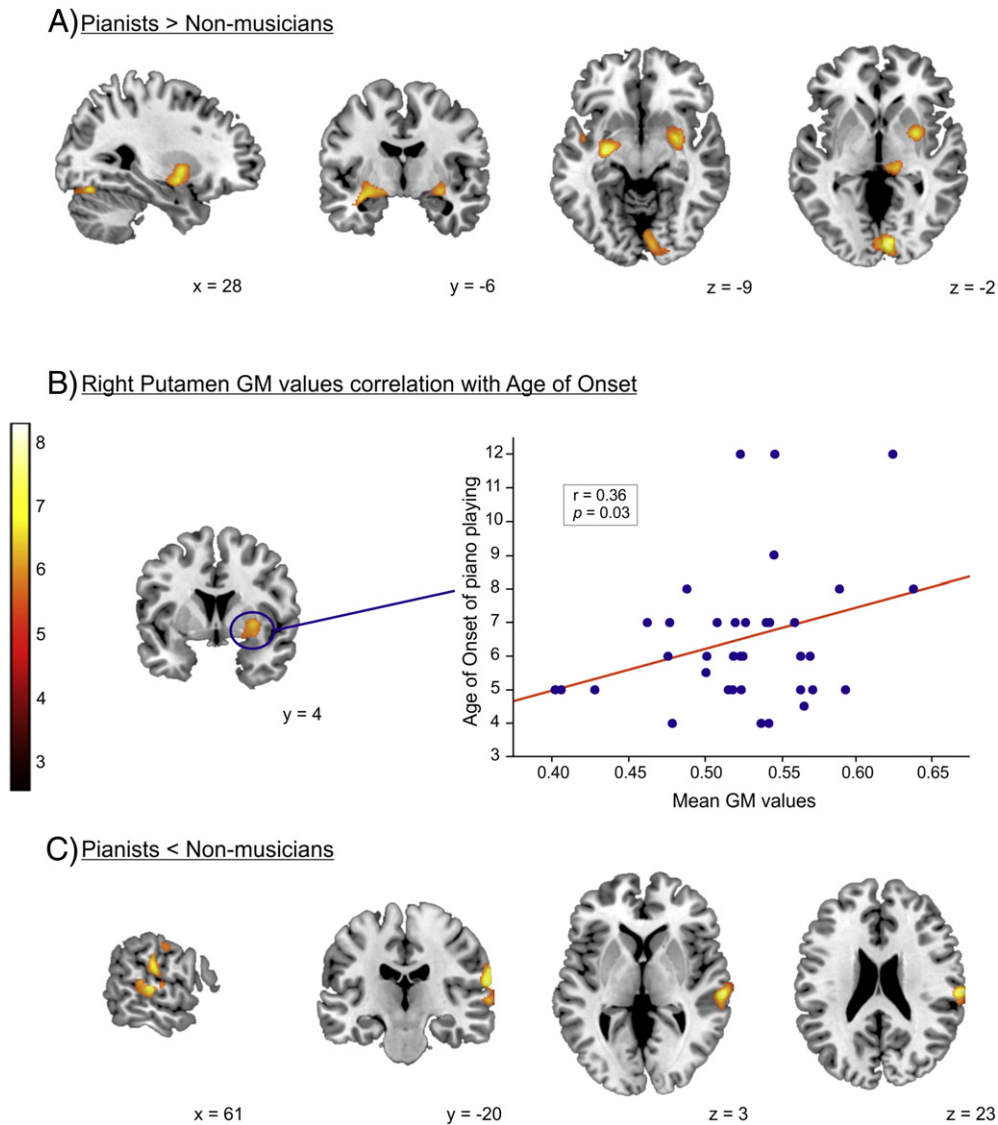 A) Pianists > Non-musicians
x = 28
y = -6
z = -9
z = -2
B) Right Putamen GM values correlation with Age of Onset
8
7
6
5
4
3
y = 4
Age of Onset of piano playing
12
11
10
9
8
7
6
5
4
3
r = 0.36
p = 0.03
0.40 0.45 0.50 0.55 0.60 0.65
Mean GM values
C) Pianists < Non-musicians
x = 61
y = -20
z = 3
z = 23